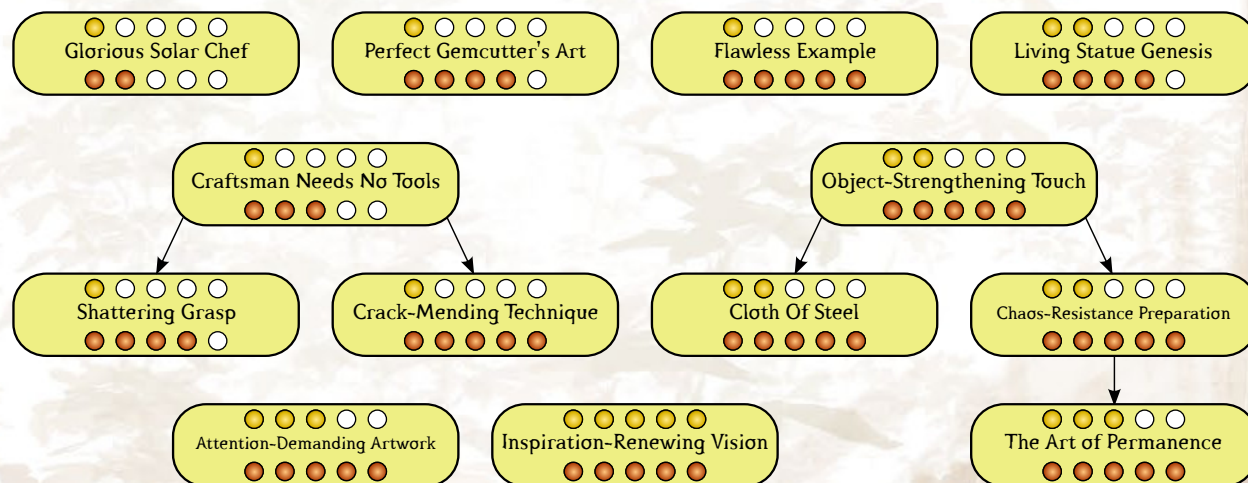 Glorious Solar Chef
Perfect Gemcutter's Art
Flawless Example
Living Statue Genesis
Craftsman Needs No Tools
Object-Strengthening Touch
Shattering Grasp
Crack-Mending Technique
Cloth Of Steel
Chaos-Resistance Preparation
Attention-Demanding Artwork
Inspiration-Renewing Vision
The Art of Permanence